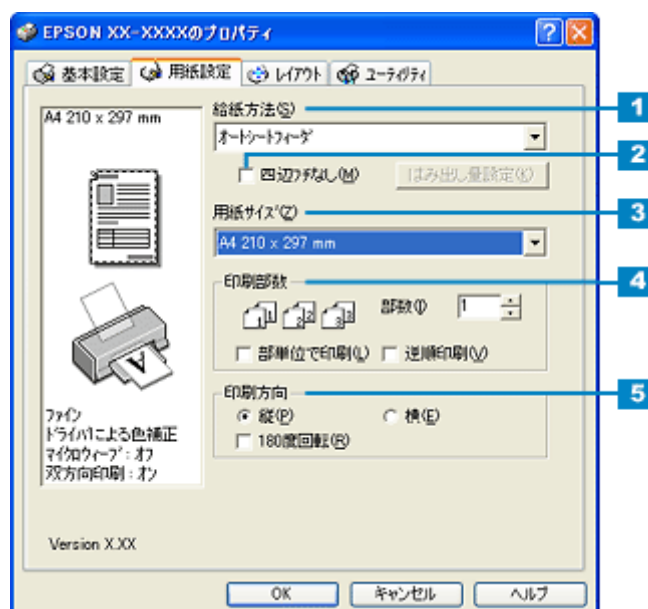 EPSON XX-XXXXのプロパティ
基本設定 用紙設定 レイアウト ユーティリティ
A4 210 x 297 mm
給紙方法(S)
1
オートシートフィーダ
2
四辺フチなし(M) はみ出し量設定(K)
用紙サイズ(Z)
3
A4 210 x 297 mm
印刷部数
4
部数(I) 1
部単位で印刷(L) 逆順印刷(V)
印刷方向
5
縦(P) 横(E)
180度回転(R)
ファイン
ドライバによる色補正
マイクロウィーブ：オフ
双方向印刷：オン
Version X.XX
OK キャンセル ヘルプ